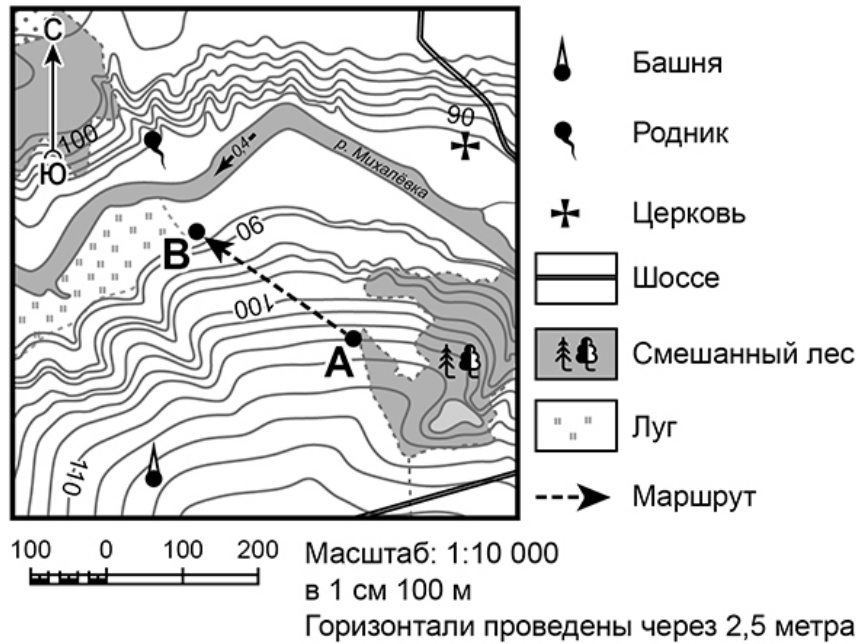 С
Ю
100
0,4
р. Михалёвка
90
90
В
100
А
110
Башня
Родник
Церковь
Шоссе
Смешанный лес
Луг
Маршрут
100 0 100 200
Масштаб: 1:10 000
в 1 см 100 м
Горизонтали проведены через 2,5 метра